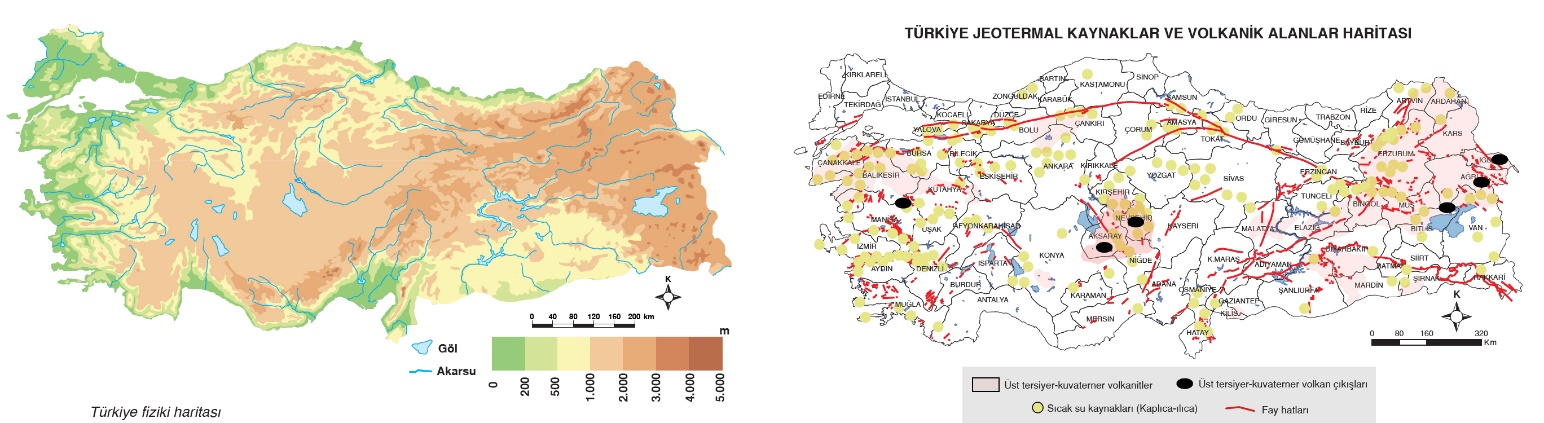 K
0 40 80 120 160 200 km
m
Göl
Akarsu
0
200
500
1.000
2.000
3.000
4.000
5.000
Türkiye fiziki haritası
TÜRKİYE JEOTERMAL KAYNAKLAR VE VOLKANİK ALANLAR HARİTASI
KIRKLARELİ
EDİRNE
TEKİRDAĞ
İSTANBUL
KOCAELİ
YALOVA
SAKARYA
DÜZCE
ZONGULDAK
BARTIN
KARABÜK
KASTAMONU
SİNOP
SAMSUN
BOLU
ÇANKIRI
ÇORUM
AMASYA
TOKAT
ORDU
GİRESUN
TRABZON
RİZE
ARTVİN
ARDAHAN
KARS
GÜMÜŞHANE
BAYBURT
ERZURUM
ERZİNCAN
ÇANAKKALE
BALIKESİR
BURSA
BİLECİK
ESKİŞEHİR
ANKARA
KIRIKKALE
YOZGAT
SİVAS
KÜTAHYA
KIRŞEHİR
NEVŞEHİR
KAYSERİ
TUNCELİ
BİNGÖL
MUŞ
BİTLİS
VAN
MANİSA
UŞAK
AFYONKARAHİSAR
AKSARAY
MALATYA
ELAZIĞ
DİYARBAKIR
İZMİR
AYDIN
DENİZLİ
ISPARTA
KONYA
NİĞDE
K.MARAŞ
ADIYAMAN
BATMAN
SİİRT
ŞIRNAK
HAKKARİ
BURDUR
MUĞLA
ANTALYA
KARAMAN
MERSİN
ADANA
OSMANİYE
GAZİANTEP
KİLİS
ŞANLIURFA
MARDİN
HATAY
K
0 80 160 320
Km
Üst tersiyer-kuvaterner volkanitler
Üst tersiyer-kuvaterner volkan çıkışları
Sıcak su kaynakları (Kaplıca-ılıca)
Fay hatları